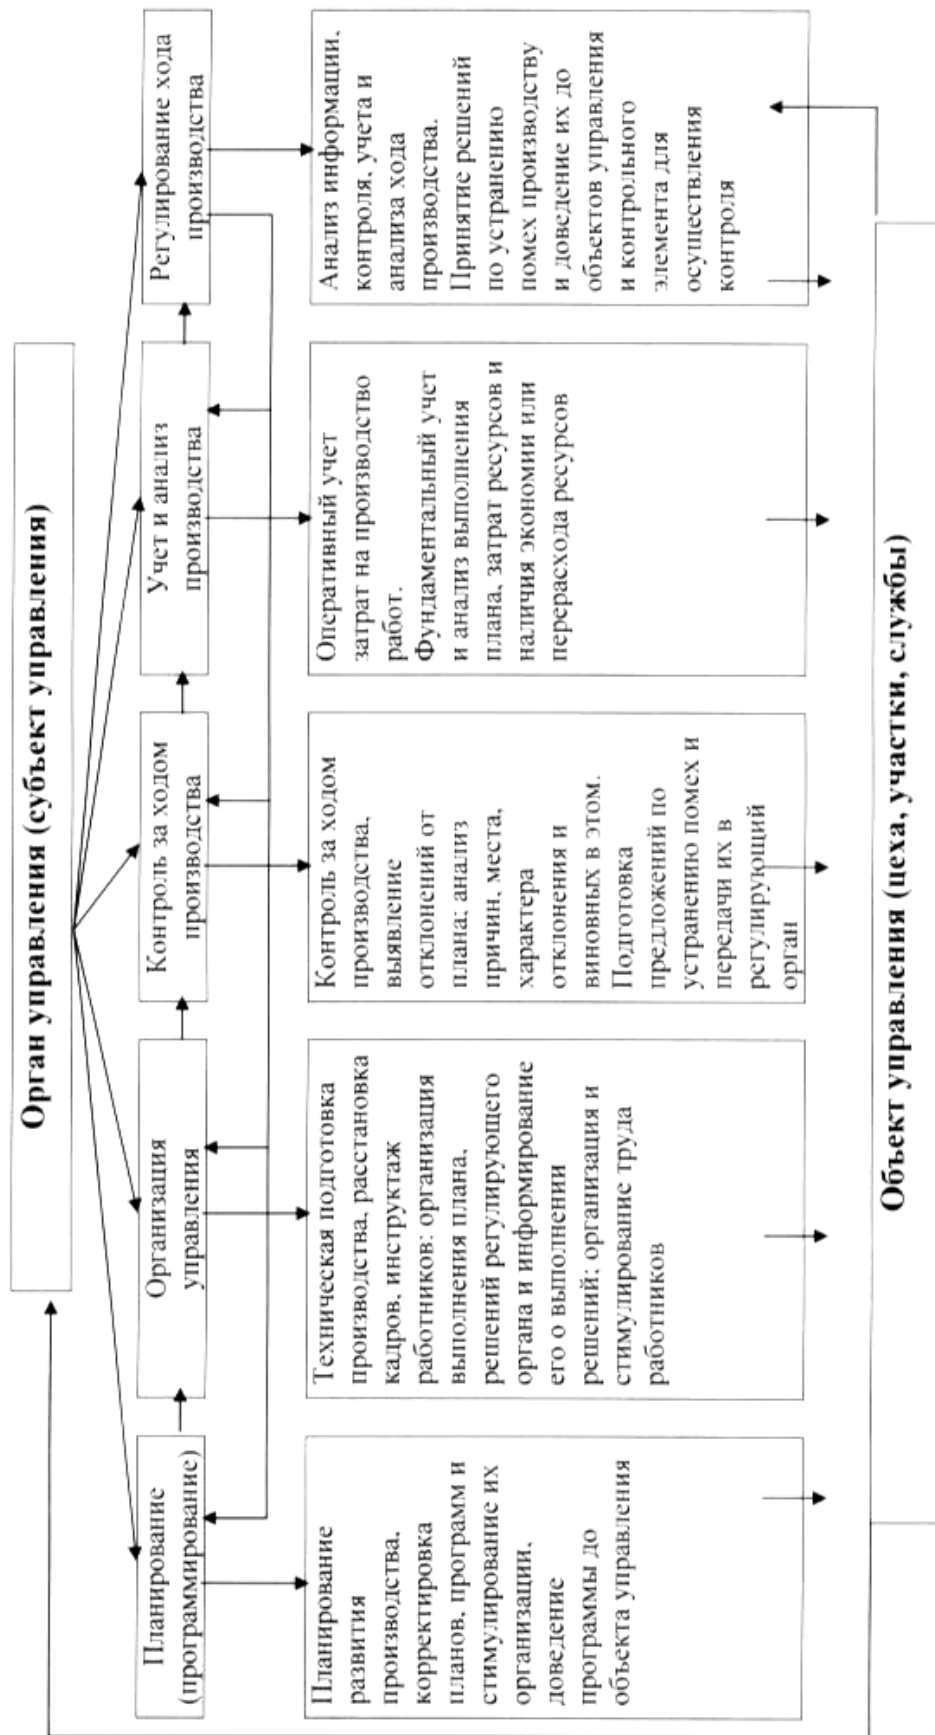 Орган управления (субъект управления)
Планирование
(программирование)
Организация
управления
Контроль за ходом
производства
Учет и анализ
производства
Регулирование хода
производства
Планирование
развития
производства,
корректировка
планов, программ и
стимулирование их
организации,
доведение
программы до
объекта управления
Техническая подготовка
производства, расстановка
кадров, инструктаж
работников; организация
выполнения плана,
решений регулирующего
органа и информирование
его о выполнении
решений; организация и
стимулирование труда
работников
Контроль за ходом
производства,
выявление
отклонений от
плана; анализ
причин, места,
характера
отклонения и
виновных в этом.
Подготовка
предложений по
устранению помех и
передачи их в
регулирующий
орган
Оперативный учет
затрат на производство
работ.
Фундаментальный учет
и анализ выполнения
плана, затрат ресурсов и
наличия экономии или
перерасхода ресурсов
Анализ информации,
контроля, учета и
анализа хода
производства.
Принятие решений
по устранению
помех производству
и доведение их до
объектов управления
и контрольного
элемента для
осуществления
контроля
Объект управления (цеха, участки, службы)